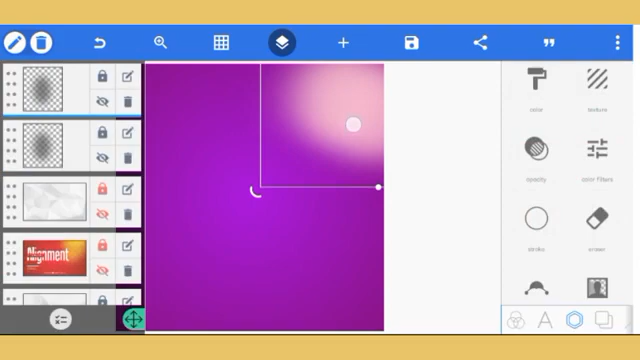 color
texture
opacity
color filters
stroke
eraser
Alignment